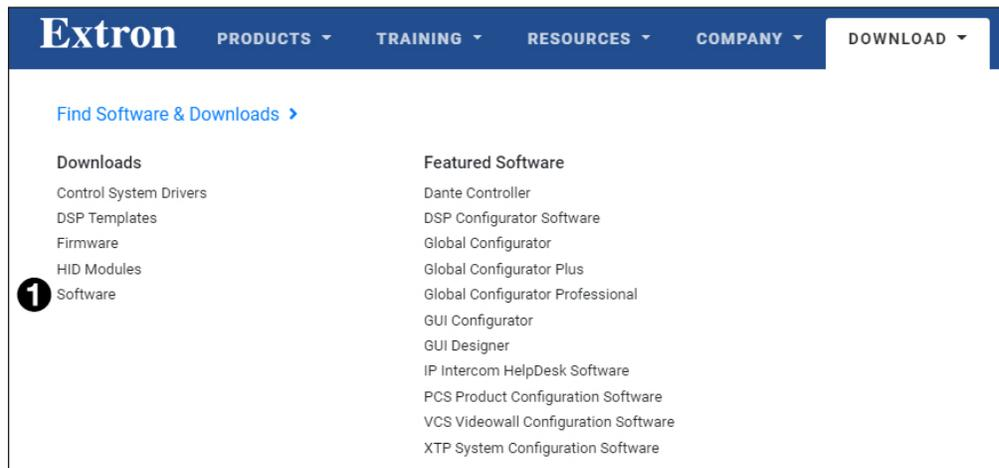 Extron PRODUCTS TRAINING RESOURCES COMPANY DOWNLOAD
Find Software & Downloads
Downloads
Control System Drivers
DSP Templates
Firmware
HID Modules
1 Software
Featured Software
Dante Controller
DSP Configurator Software
Global Configurator
Global Configurator Plus
Global Configurator Professional
GUI Configurator
GUI Designer
IP Intercom HelpDesk Software
PCS Product Configuration Software
VCS Videowall Configuration Software
XTP System Configuration Software